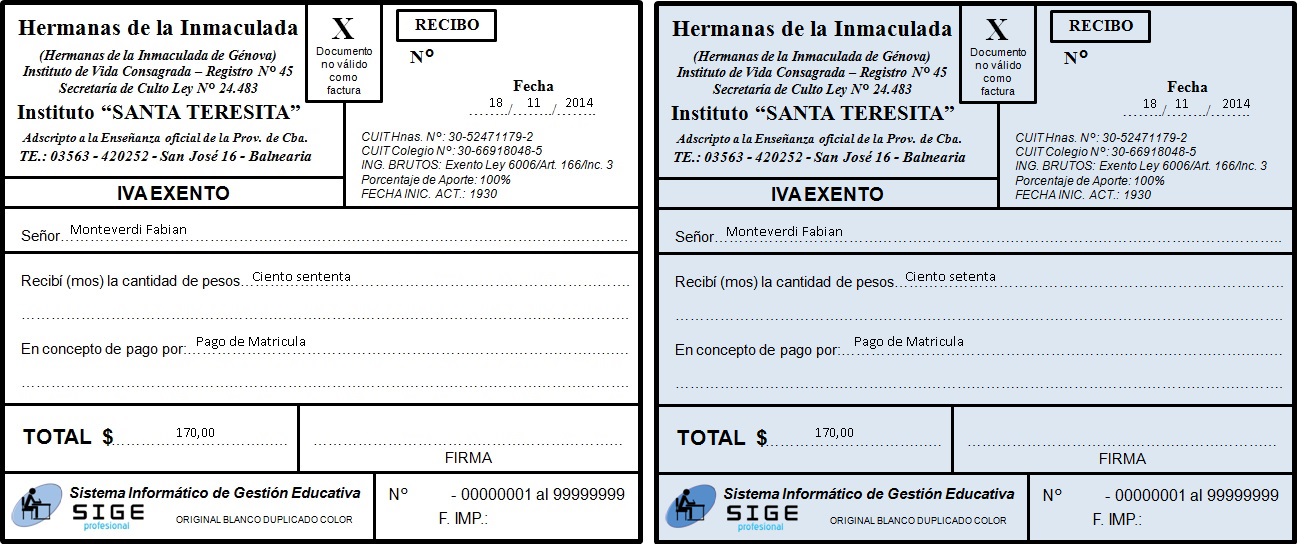 Hermanas de la Inmaculada
(Hermanas de la Inmaculada de Génova)
Instituto de Vida Consagrada – Registro Nº 45
Secretaría de Culto Ley Nº 24.483
Instituto “SANTA TERESITA”
Adscripto a la Enseñanza oficial de la Prov. de Cba.
TE.: 03563 - 420252 - San José 16 - Balnearia
IVA EXENTO
X
Documento
no válido
como
factura
RECIBO
Nº
Fecha
18 / 11 / 2014
CUIT Hnas. Nº: 30-52471179-2
CUIT Colegio Nº: 30-66918048-5
ING. BRUTOS: Exento Ley 6006/Art. 166/Inc. 3
Porcentaje de Aporte: 100%
FECHA INIC. ACT.: 1930
Señor Monteverdi Fabian
Recibí (mos) la cantidad de pesos Ciento sententa
En concepto de pago por: Pago de Matricula
TOTAL $ 170,00
FIRMA
Sistema Informático de Gestión Educativa
SIGE
profesional
ORIGINAL BLANCO DUPLICADO COLOR
Nº - 00000001 al 99999999
F. IMP.:
Hermanas de la Inmaculada
(Hermanas de la Inmaculada de Génova)
Instituto de Vida Consagrada – Registro Nº 45
Secretaría de Culto Ley Nº 24.483
Instituto “SANTA TERESITA”
Adscripto a la Enseñanza oficial de la Prov. de Cba.
TE.: 03563 - 420252 - San José 16 - Balnearia
IVA EXENTO
X
Documento
no válido
como
factura
RECIBO
Nº
Fecha
18 / 11 / 2014
CUIT Hnas. Nº: 30-52471179-2
CUIT Colegio Nº: 30-66918048-5
ING. BRUTOS: Exento Ley 6006/Art. 166/Inc. 3
Porcentaje de Aporte: 100%
FECHA INIC. ACT.: 1930
Señor Monteverdi Fabian
Recibí (mos) la cantidad de pesos Ciento setenta
En concepto de pago por: Pago de Matricula
TOTAL $ 170,00
FIRMA
Sistema Informático de Gestión Educativa
SIGE
profesional
ORIGINAL BLANCO DUPLICADO COLOR
Nº - 00000001 al 99999999
F. IMP.: